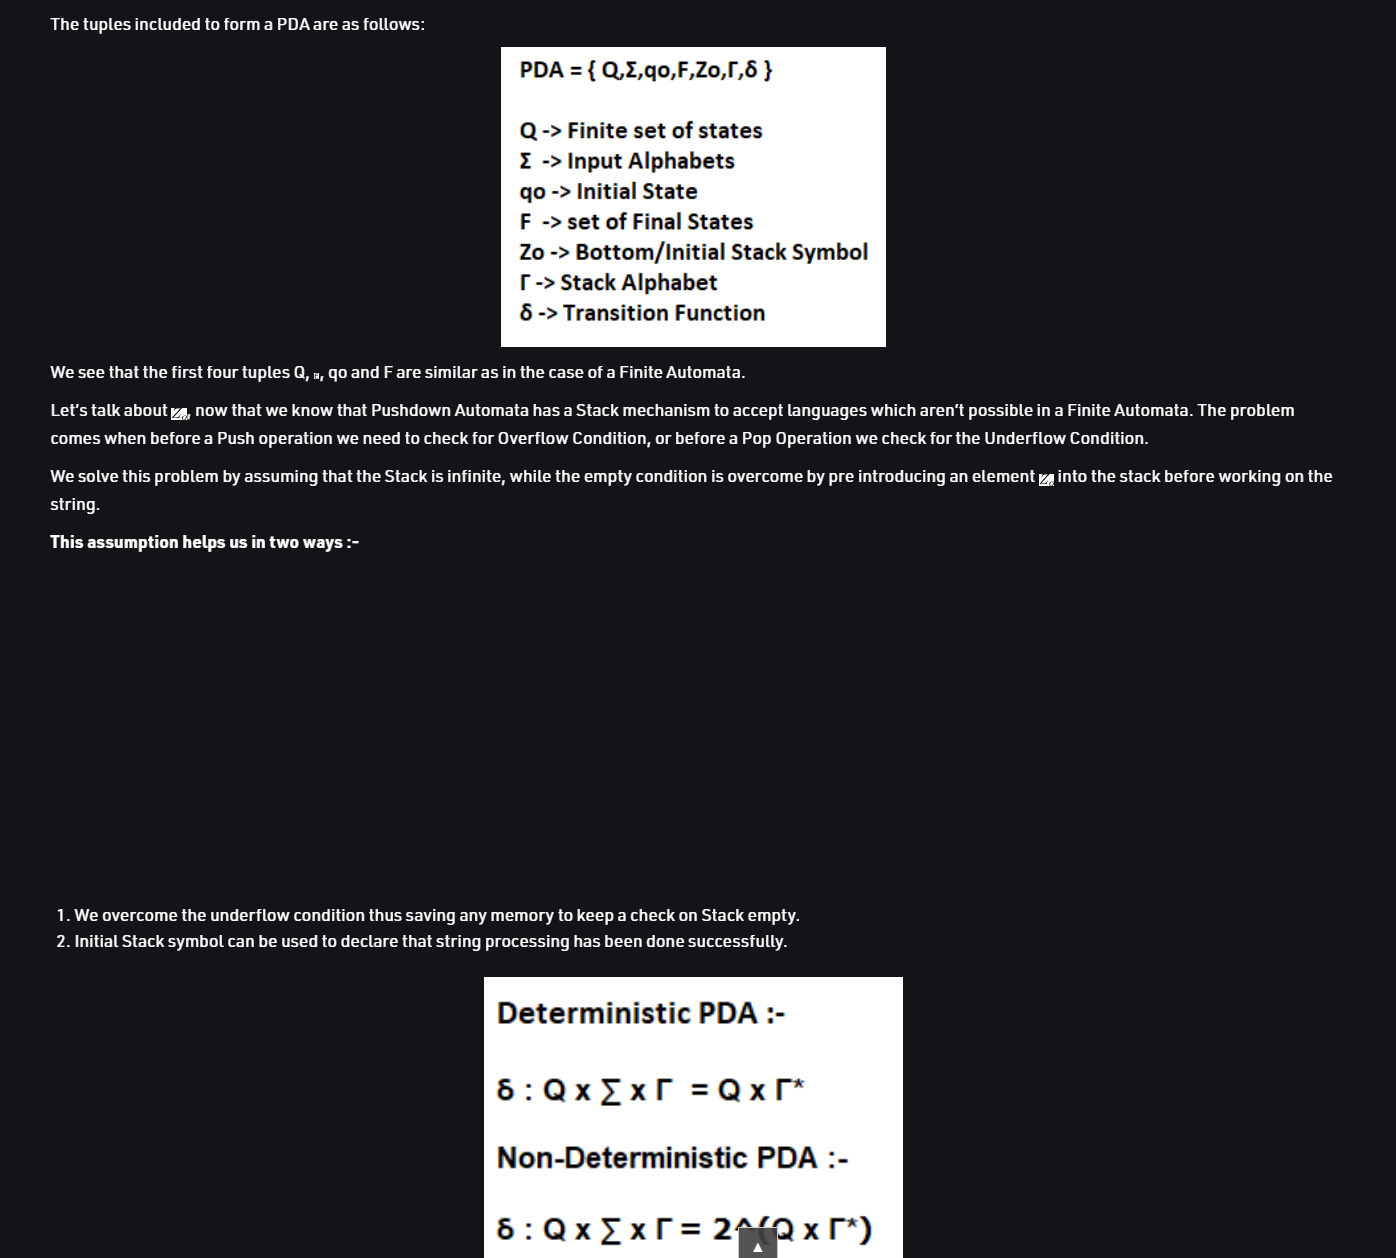 The tuples included to form a PDA are as follows:
PDA = { Q,Σ,qo,F,Zo,Γ,δ }
Q -> Finite set of states
Σ -> Input Alphabets
qo -> Initial State
F -> set of Final States
Zo -> Bottom/Initial Stack Symbol
Γ -> Stack Alphabet
δ -> Transition Function
We see that the first four tuples Q, , qo and F are similar as in the case of a Finite Automata.
Let's talk about , now that we know that Pushdown Automata has a Stack mechanism to accept languages which aren't possible in a Finite Automata. The problem
comes when before a Push operation we need to check for Overflow Condition, or before a Pop Operation we check for the Underflow Condition.
We solve this problem by assuming that the Stack is infinite, while the empty condition is overcome by pre introducing an element into the stack before working on the
string.
This assumption helps us in two ways :-
1. We overcome the underflow condition thus saving any memory to keep a check on Stack empty.
2. Initial Stack symbol can be used to declare that string processing has been done successfully.
Deterministic PDA :-
δ : Q x ∑ x Γ = Q x Γ*
Non-Deterministic PDA :-
δ : Q x ∑ x Γ = 2^(Q x Γ*)